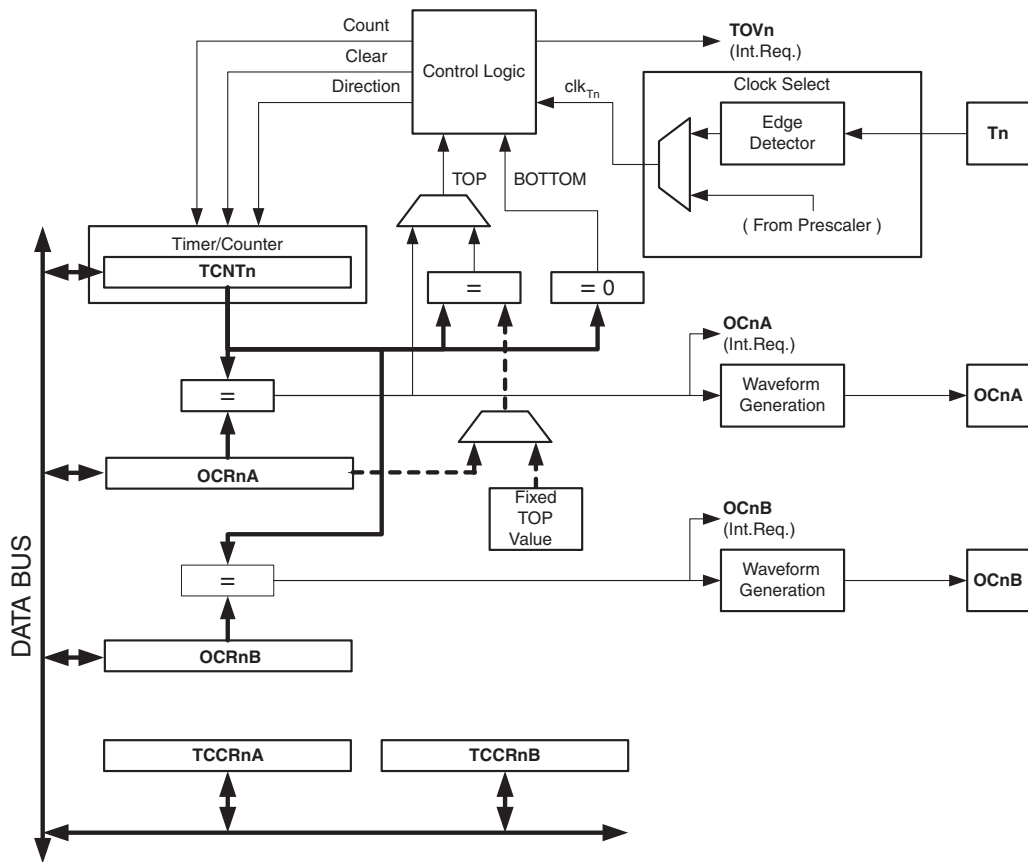 Count
Clear
Direction
Control Logic
TOVn
(Int.Req.)
clkTn
Clock Select
Edge
Detector
Tn
( From Prescaler )
TOP
BOTTOM
Timer/Counter
TCNTn
=
= 0
OCnA
(Int.Req.)
=
Waveform
Generation
OCnA
OCRnA
Fixed
TOP
Value
OCnB
(Int.Req.)
=
Waveform
Generation
OCnB
OCRnB
DATA BUS
TCCRnA
TCCRnB